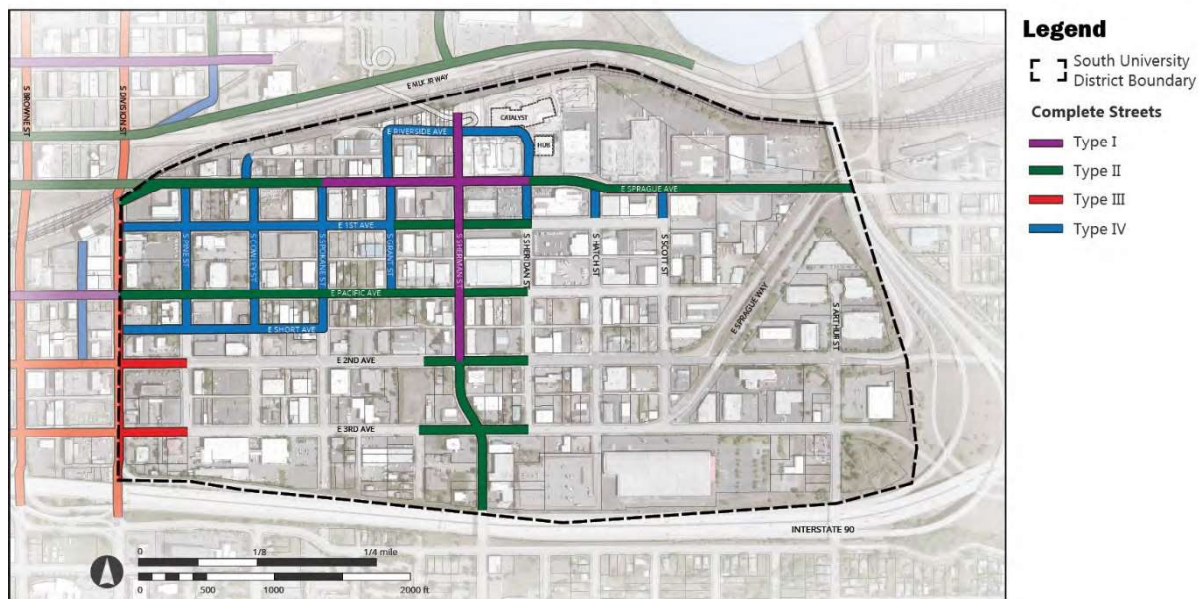 Legend
South University
District Boundary
Complete Streets
Type I
Type II
Type III
Type IV
S BROWNE ST
S DIVISION ST
E MLK JR WAY
CATALYST
HUB
E RIVERSIDE AVE
E SPRAGUE AVE
E 1ST AVE
S PINE ST
S COWLEY ST
S SPOKANE ST
S GRANT ST
S SHERMAN ST
S SHERIDAN ST
S HATCH ST
S SCOTT ST
E PACIFIC AVE
E SHORT AVE
E SPRAGUE WAY
S ARTHUR ST
E 2ND AVE
E 3RD AVE
INTERSTATE 90
0 1/8 1/4 mile
0 500 1000 2000 ft